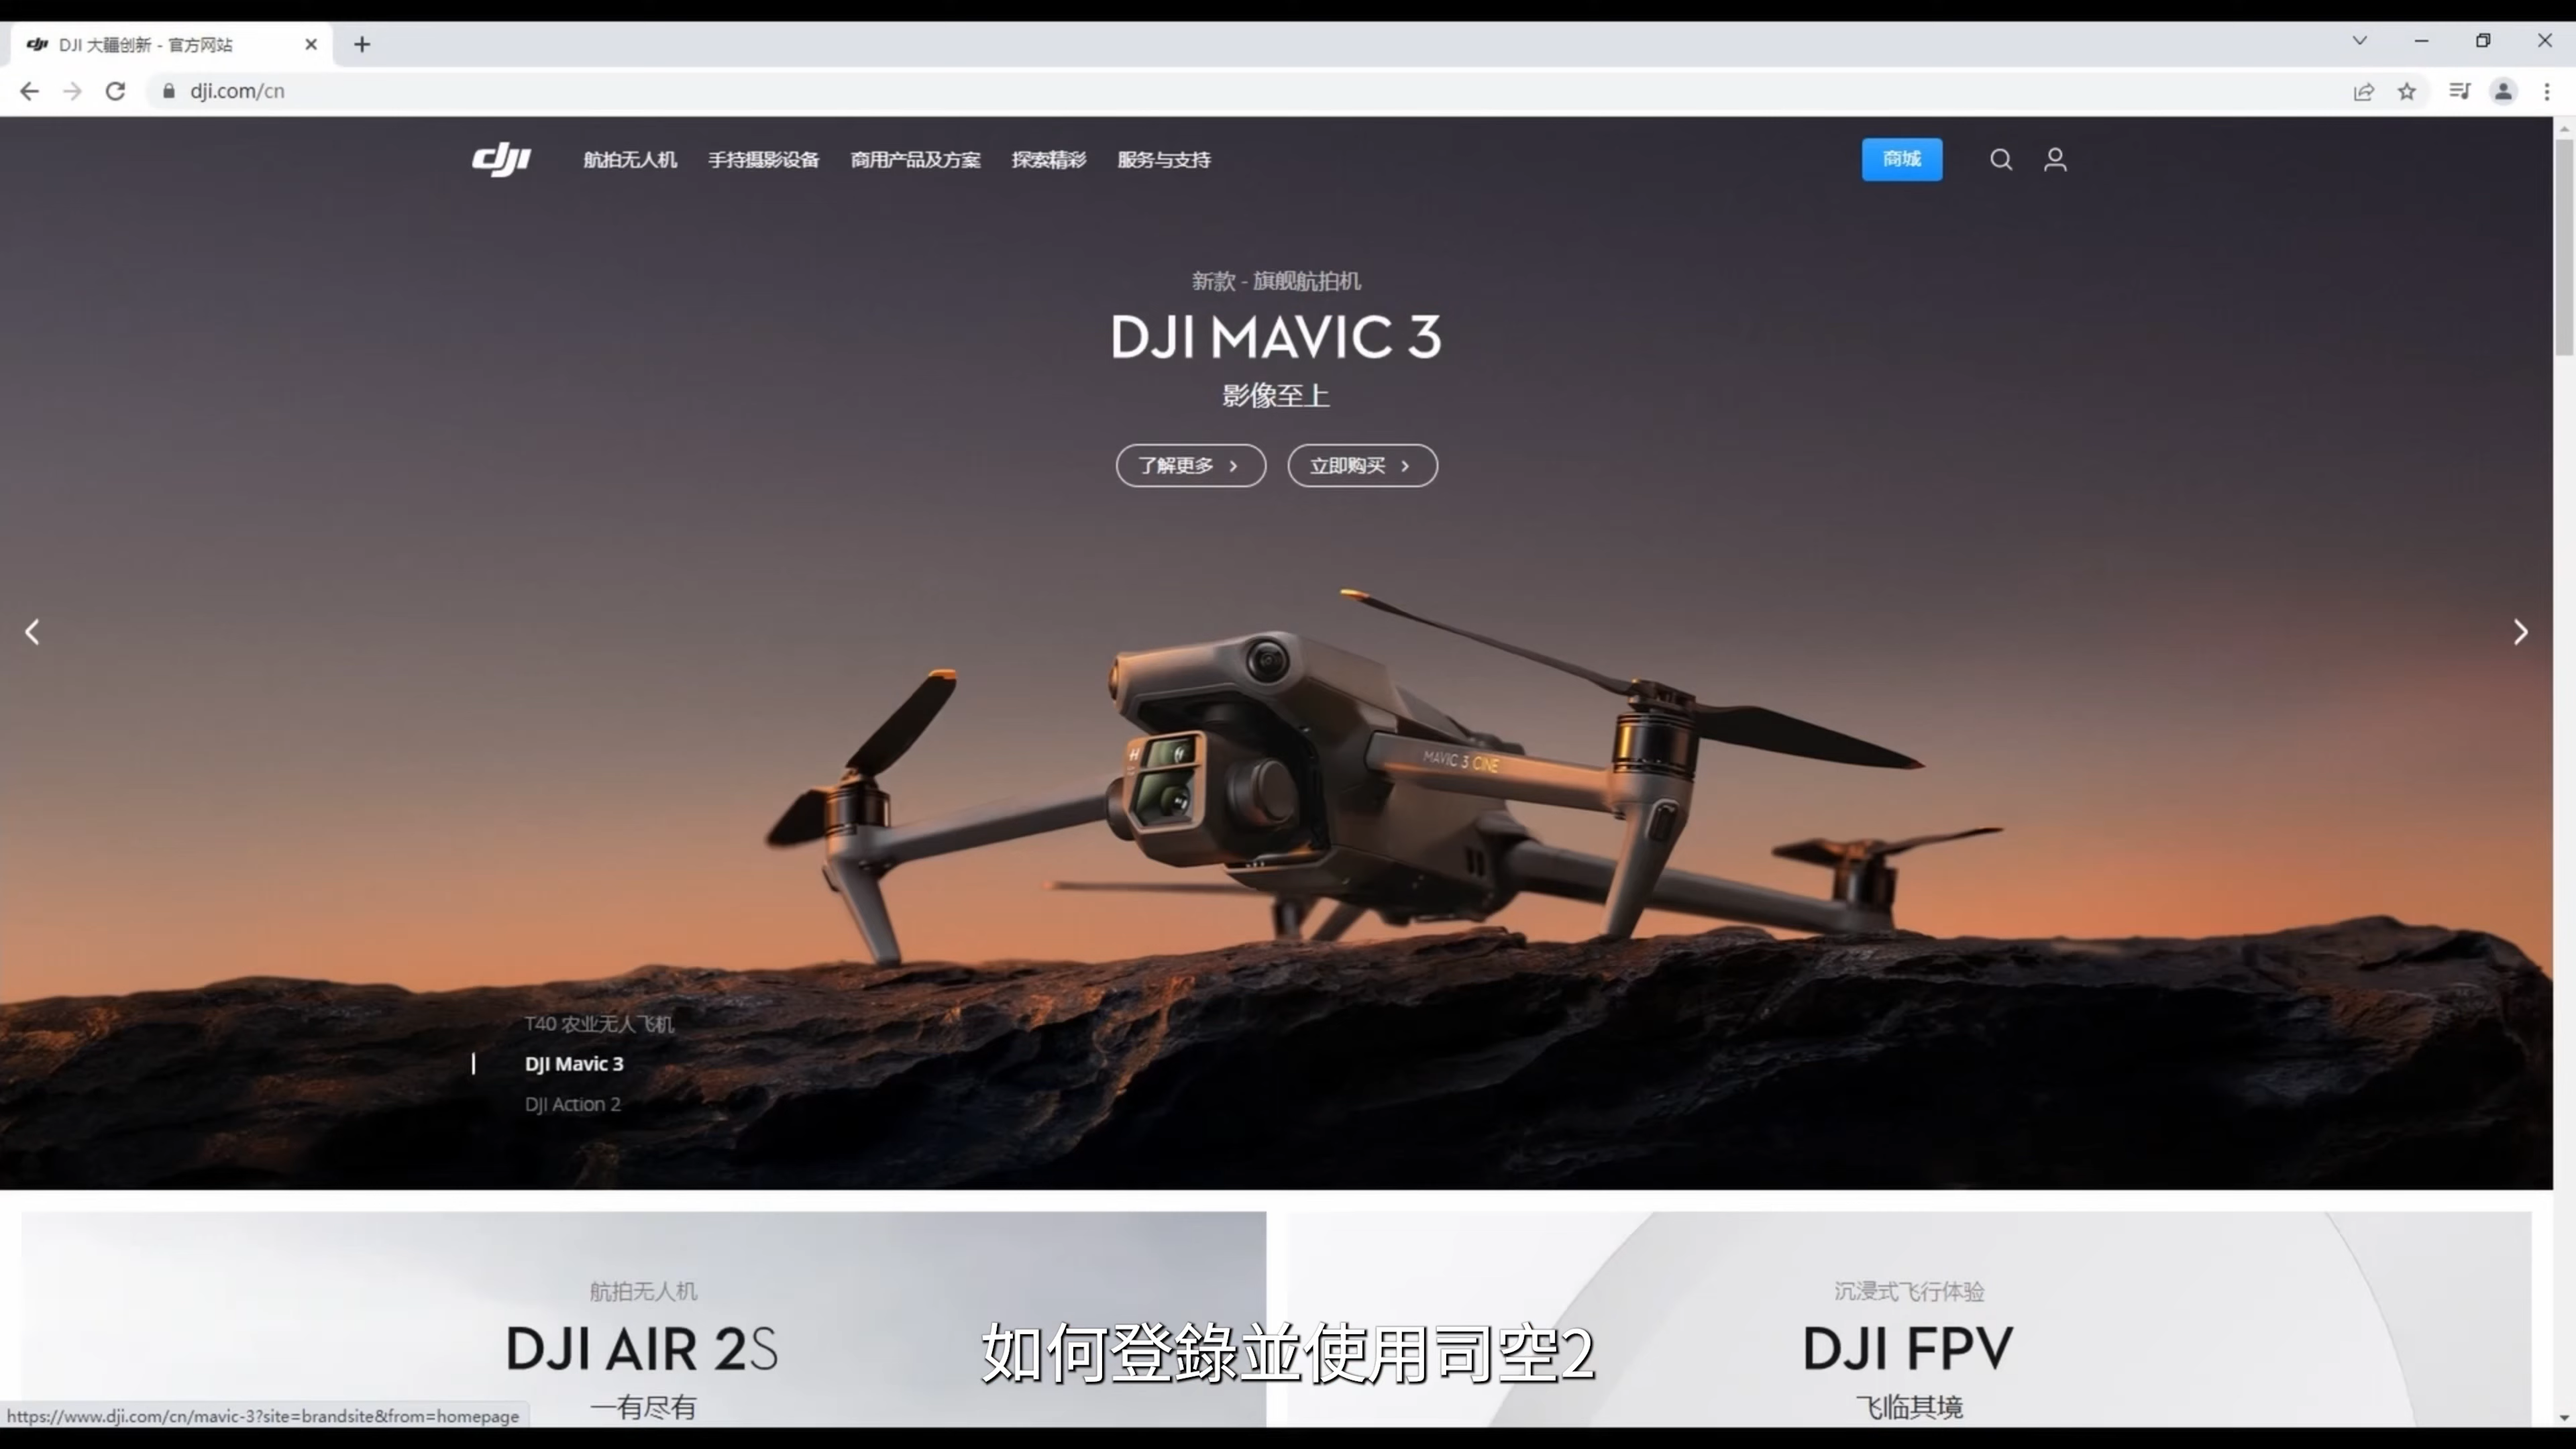 DJI 大疆创新 - 官方网站
dji.com/cn
dji 航拍无人机 手持摄影设备 商用产品及方案 探索精彩 服务与支持 商城
新款 - 旗舰航拍机
DJI MAVIC 3
影像至上
了解更多 立即购买
MAVIC 3 CINE
T40 农业无人飞机
DJI Mavic 3
DJI Action 2
航拍无人机
DJI AIR 2S
一有尽有
沉浸式飞行体验
DJI FPV
飞临其境
如何登錄並使用司空2
https://www.dji.com/cn/mavic-3?site=brandsite&from=homepage